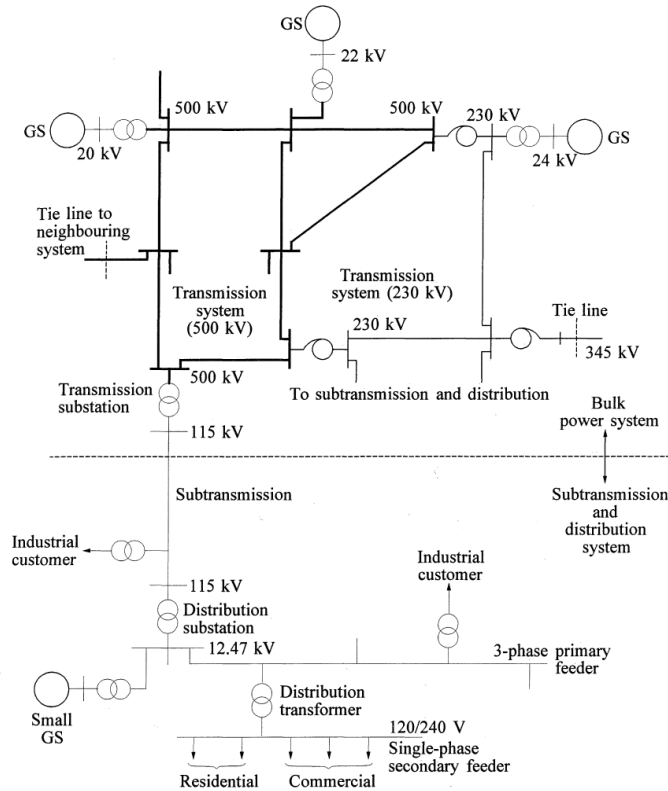 GS
22 kV
500 kV
500 kV
230 kV
GS
20 kV
24 kV
GS
Tie line to
neighbouring
system
Transmission
system
(500 kV)
Transmission
system (230 kV)
230 kV
Tie line
345 kV
500 kV
To subtransmission and distribution
Transmission
substation
115 kV
Bulk
power system
Subtransmission
Subtransmission
and
distribution
system
Industrial
customer
115 kV
Distribution
substation
Industrial
customer
12.47 kV
3-phase primary
feeder
Small
GS
Distribution
transformer
120/240 V
Single-phase
secondary feeder
Residential
Commercial